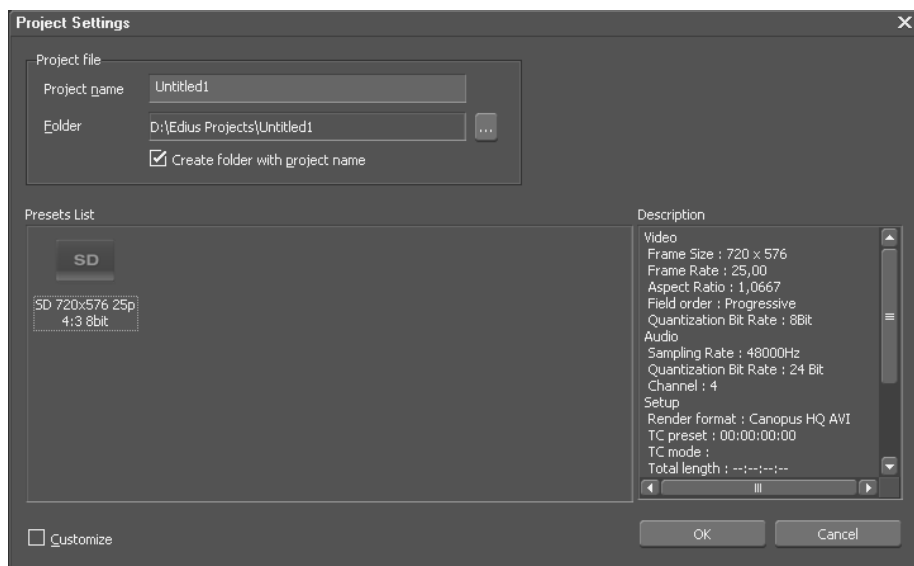 Project Settings
Project file
Project name
Untitled1
Folder
D:\Edius Projects\Untitled1
...
Create folder with project name
Presets List
SD
SD 720x576 25p
4:3 8bit
Description
Video
Frame Size : 720 x 576
Frame Rate : 25,00
Aspect Ratio : 1,0667
Field order : Progressive
Quantization Bit Rate : 8Bit
Audio
Sampling Rate : 48000Hz
Quantization Bit Rate : 24 Bit
Channel : 4
Setup
Render format : Canopus HQ AVI
TC preset : 00:00:00:00
TC mode :
Total length : --:--:--:--
Customize
OK
Cancel